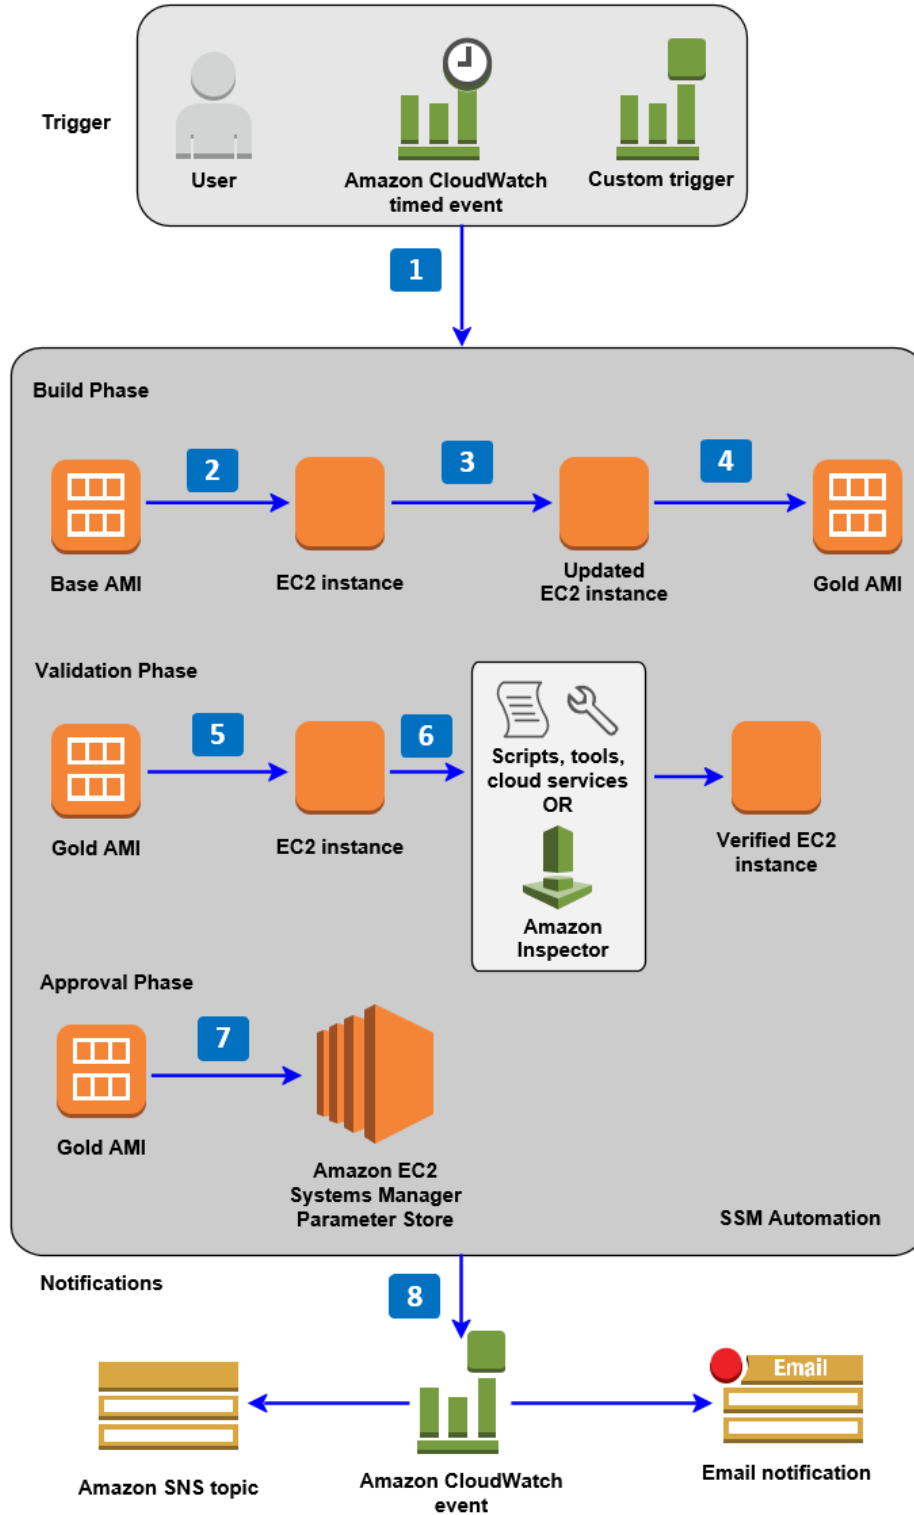 Trigger
User
Amazon CloudWatch
timed event
Custom trigger
1
Build Phase
2
3
4
Base AMI
EC2 instance
Updated
EC2 instance
Gold AMI
Validation Phase
5
6
Gold AMI
EC2 instance
Scripts, tools,
cloud services
OR
Amazon
Inspector
Verified EC2
instance
Approval Phase
7
Gold AMI
Amazon EC2
Systems Manager
Parameter Store
SSM Automation
Notifications
8
Email
Amazon SNS topic
Amazon CloudWatch
event
Email notification